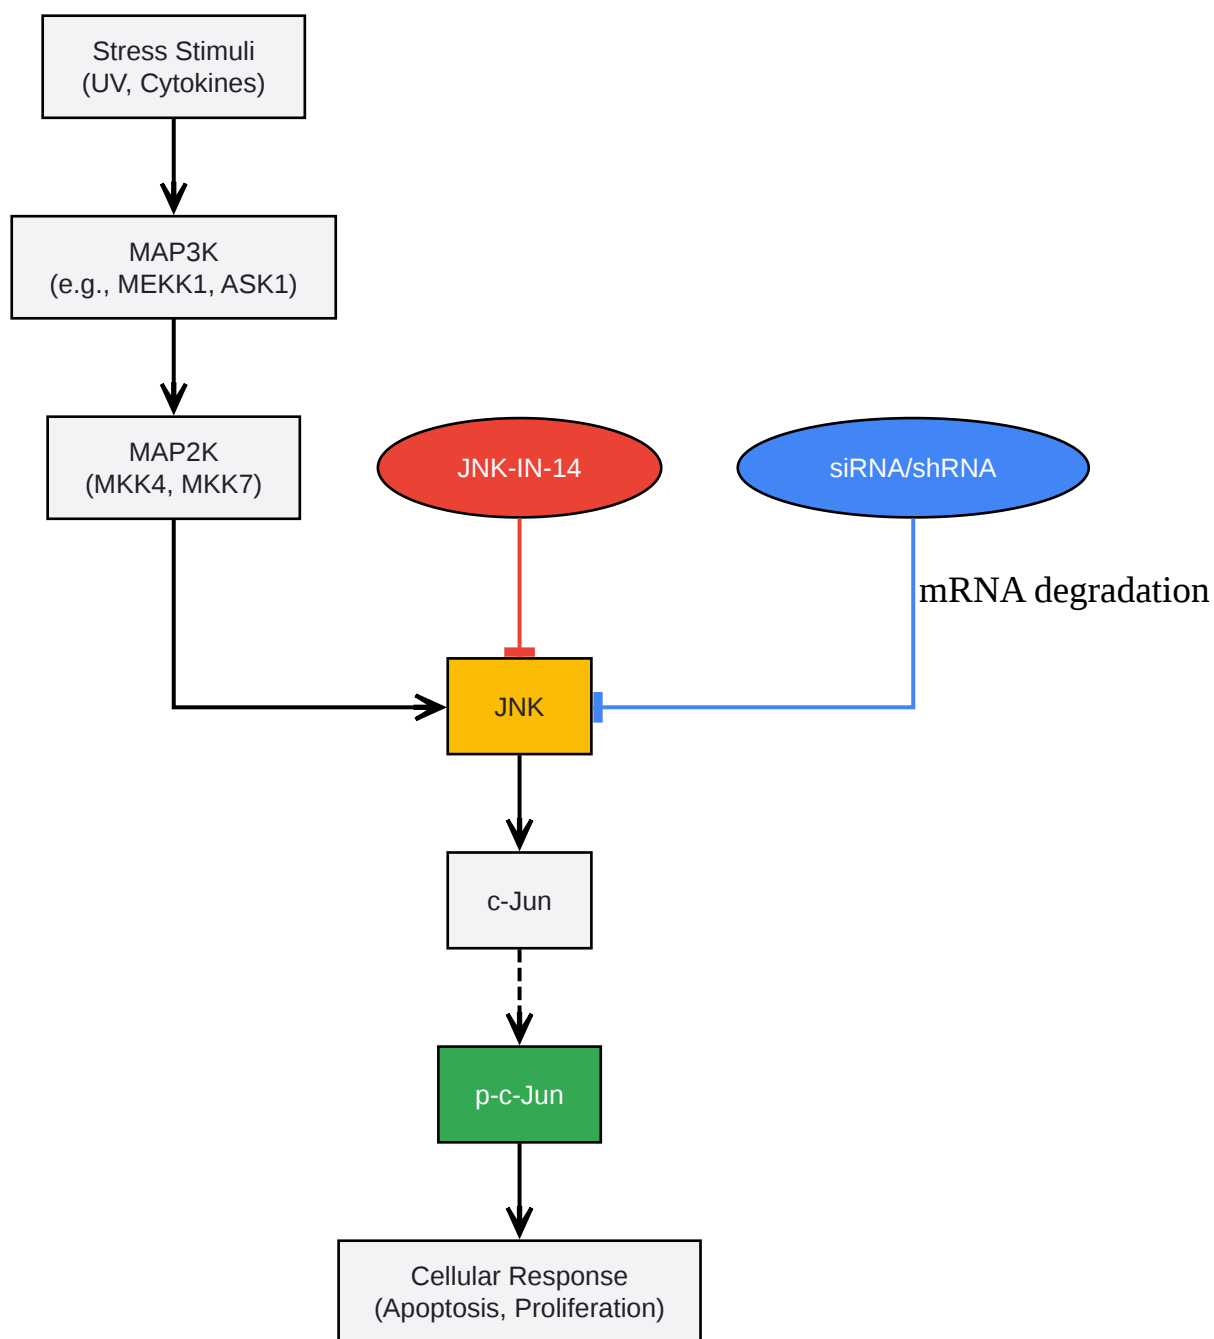 Stress Stimuli
(UV, Cytokines)
MAP3K
(e.g., MEKK1, ASK1)
MAP2K
(MKK4, MKK7)
JNK-IN-14
siRNA/shRNA
mRNA degradation
JNK
c-Jun
p-c-Jun
Cellular Response
(Apoptosis, Proliferation)